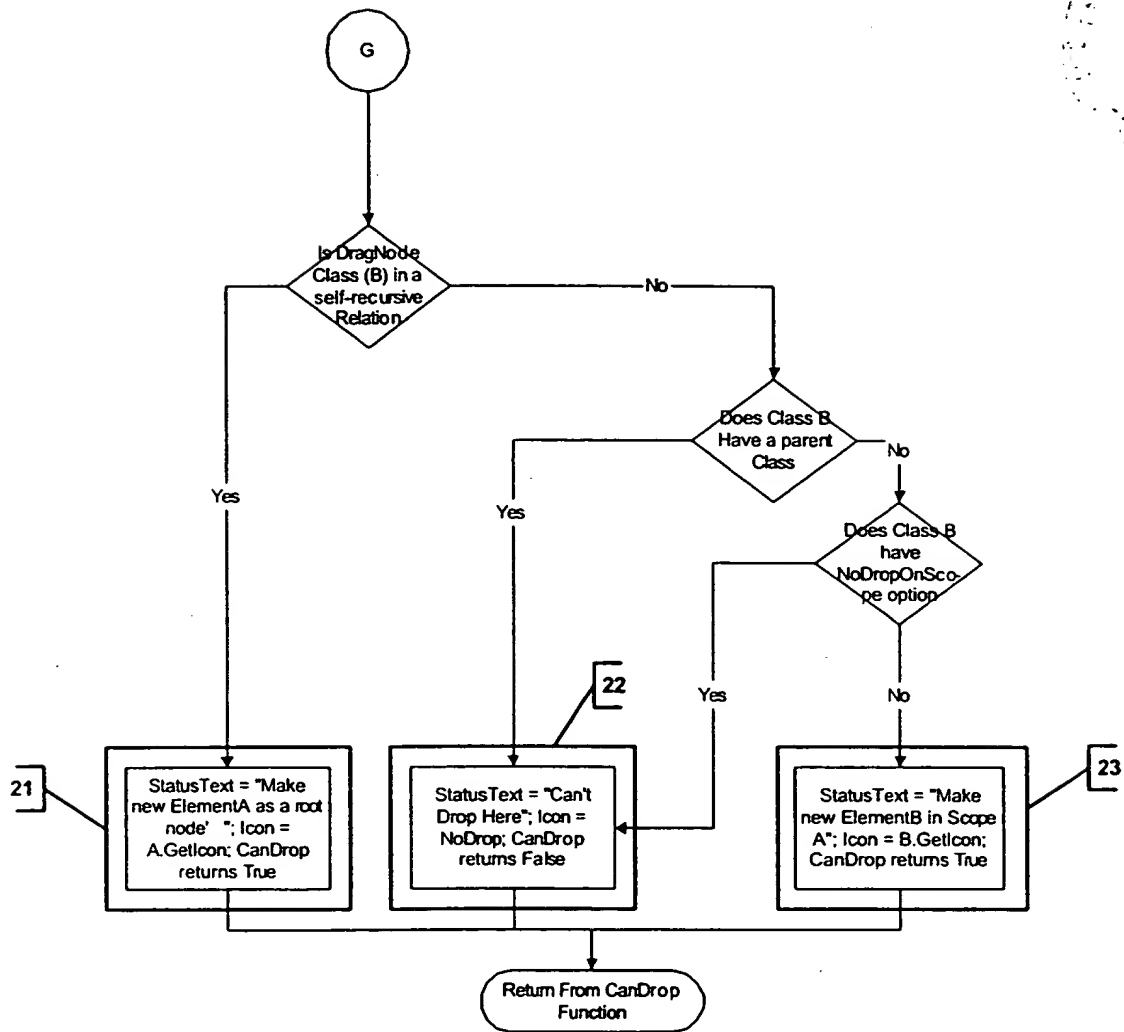 G
Is DragNode
Class (B) in a
self-recursive
Relation
No
Does Class B
Have a parent
Class
No
Yes
Yes
Does Class B
have
NoDropOnSco-
pe option
22
Yes
No
21
StatusText = "Make
new ElementA as a root
node' "; Icon =
A.GetIcon; CanDrop
returns True
StatusText = "Can't
Drop Here"; Icon =
NoDrop; CanDrop
returns False
StatusText = "Make
new ElementB in Scope
A"; Icon = B.GetIcon;
CanDrop returns True
23
Return From CanDrop
Function